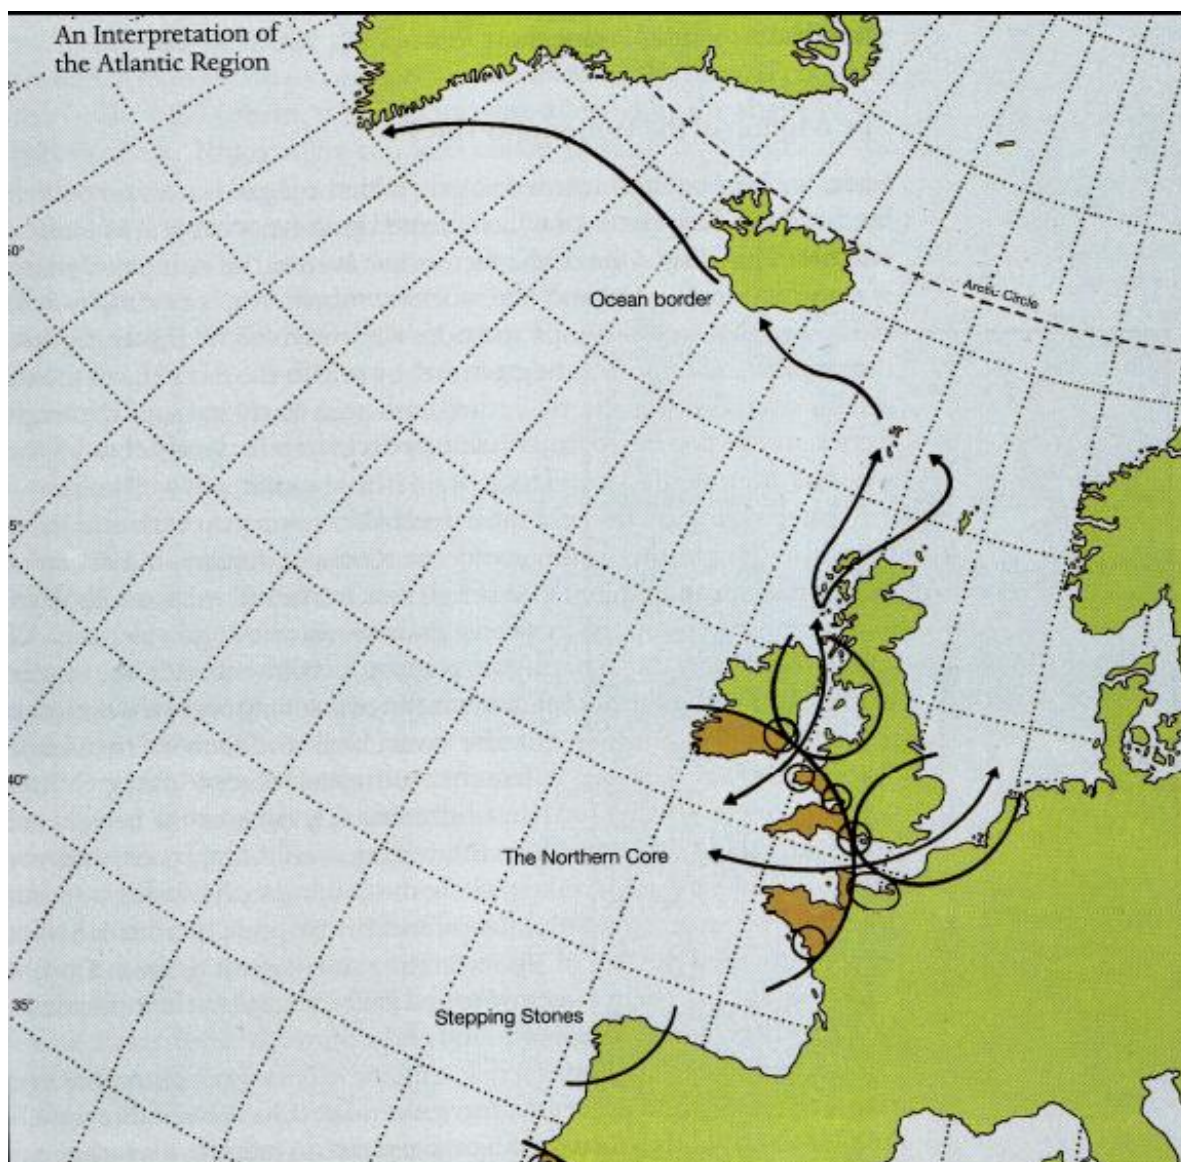 An Interpretation of
the Atlantic Region
Ocean border
Arctic Circle
The Northern Core
40°
35°
Stepping Stones